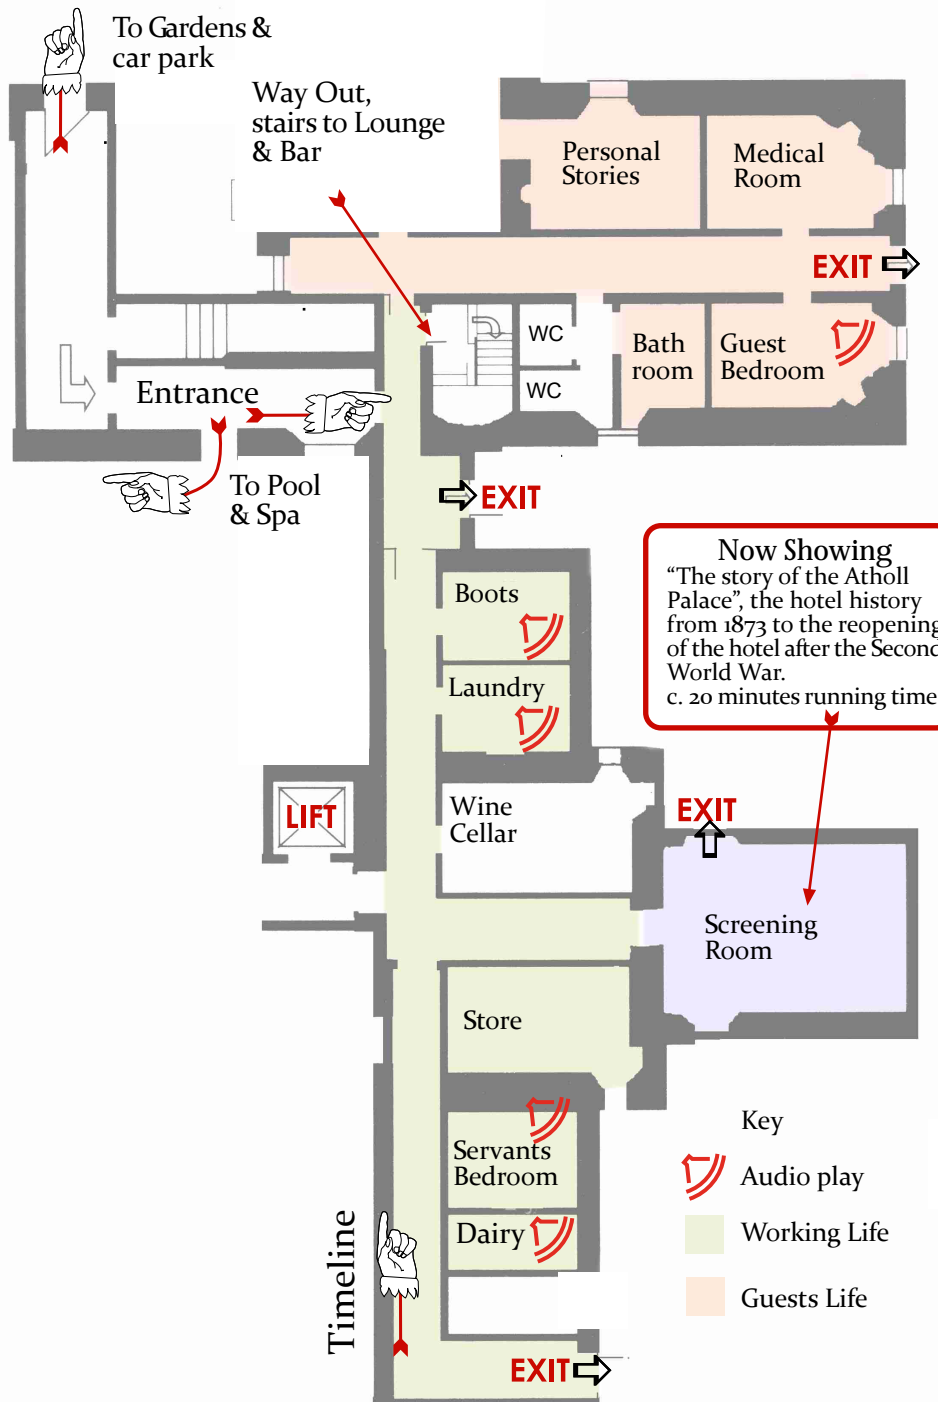 To Gardens &
car park
Way Out,
stairs to Lounge
& Bar
Personal
Stories
Medical
Room
EXIT
WC
WC
Bath
room
Guest
Bedroom
Entrance
To Pool
& Spa
EXIT
Boots
Laundry
Now Showing
“The story of the Atholl
Palace”, the hotel history
from 1873 to the reopening
of the hotel after the Second
World War.
c. 20 minutes running time
LIFT
Wine
Cellar
EXIT
Screening
Room
Store
Servants
Bedroom
Dairy
Timeline
EXIT
Key
Audio play
Working Life
Guests Life